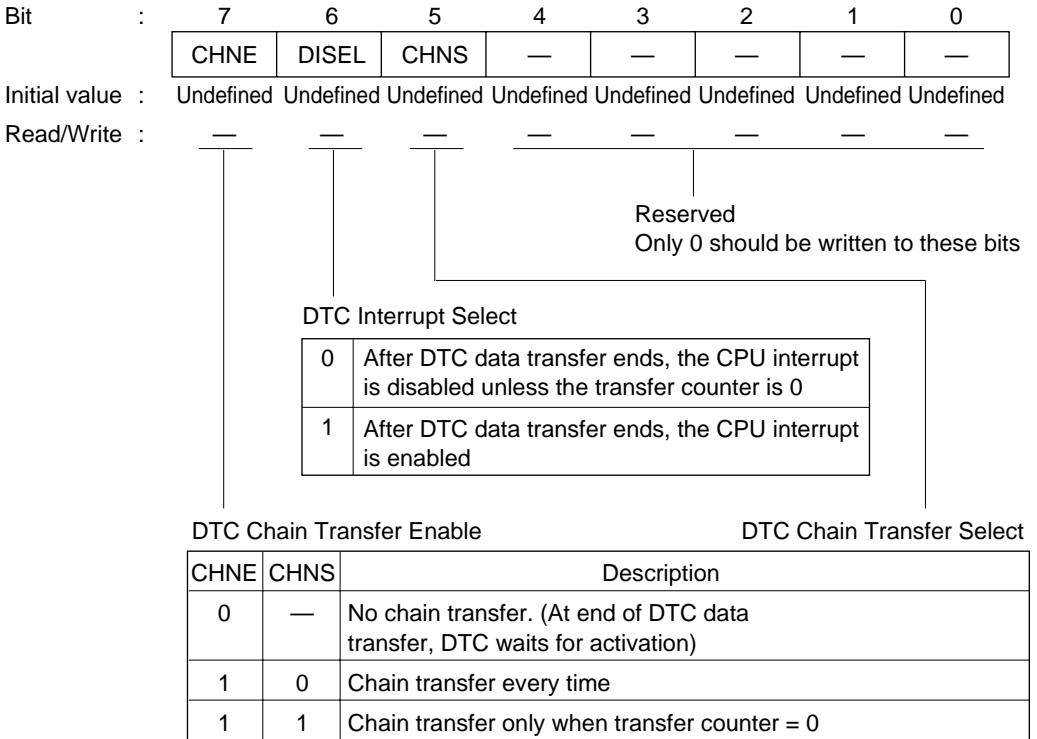 Bit : 7 6 5 4 3 2 1 0
CHNE DISEL CHNS — — — — —
Initial value : Undefined Undefined Undefined Undefined Undefined Undefined Undefined Undefined
Read/Write : — — — — — — — —
Reserved
Only 0 should be written to these bits
DTC Interrupt Select
0 After DTC data transfer ends, the CPU interrupt
is disabled unless the transfer counter is 0
1 After DTC data transfer ends, the CPU interrupt
is enabled
DTC Chain Transfer Enable DTC Chain Transfer Select
CHNE CHNS Description
0 — No chain transfer. (At end of DTC data
transfer, DTC waits for activation)
1 0 Chain transfer every time
1 1 Chain transfer only when transfer counter = 0